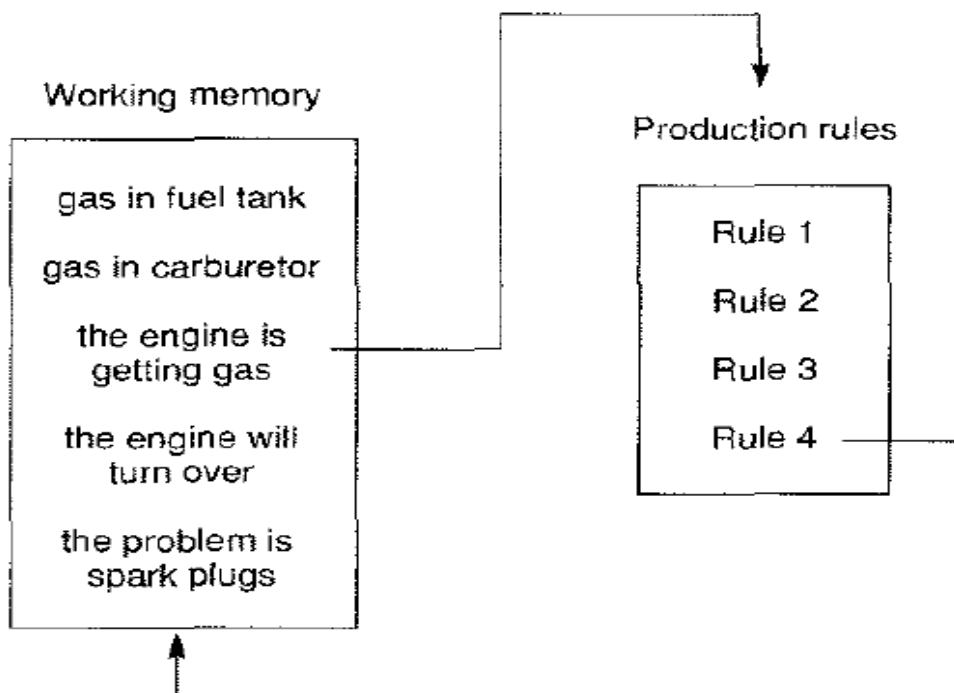 Working memory
gas in fuel tank
gas in carburetor
the engine is
getting gas
the engine will
turn over
the problem is
spark plugs
Production rules
Rule 1
Rule 2
Rule 3
Rule 4